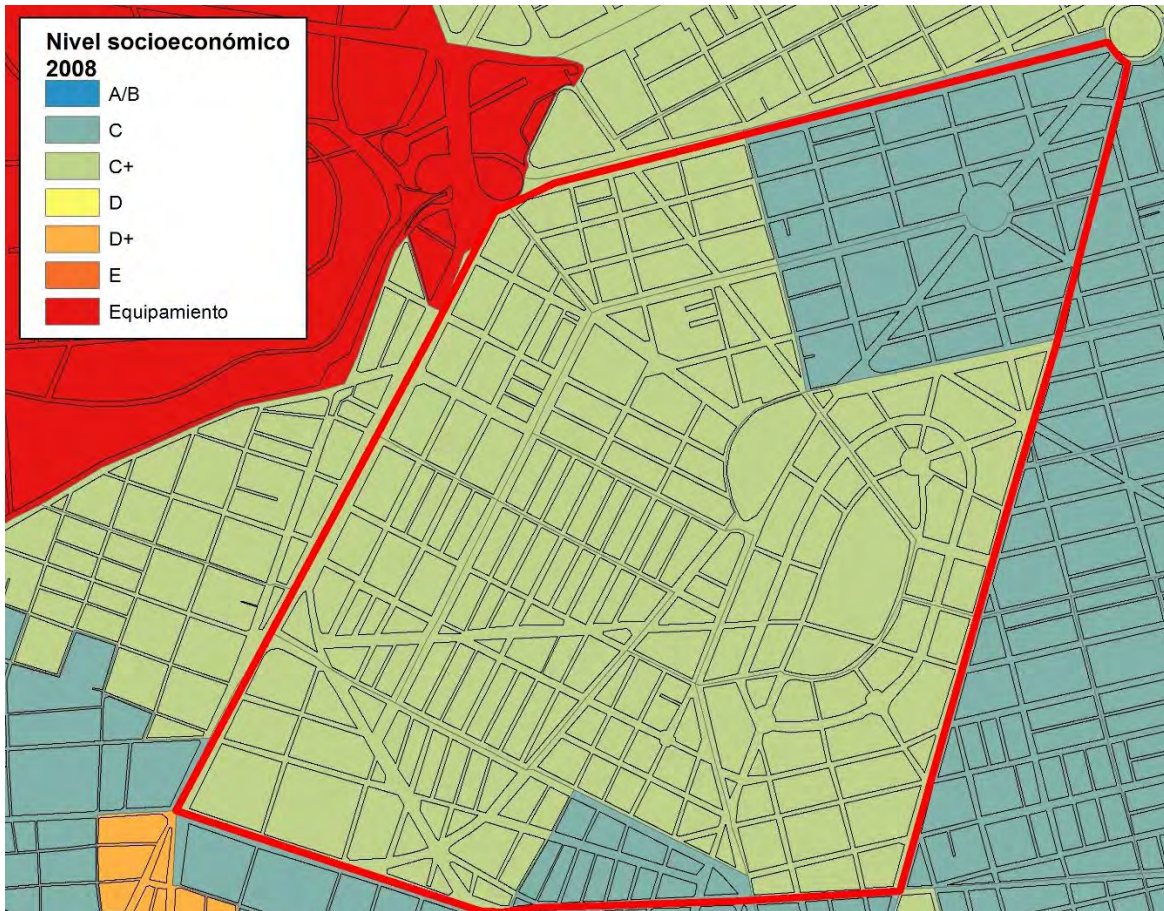 Nivel socioeconómico
2008
A/B
C
C+
D
D+
E
Equipamiento